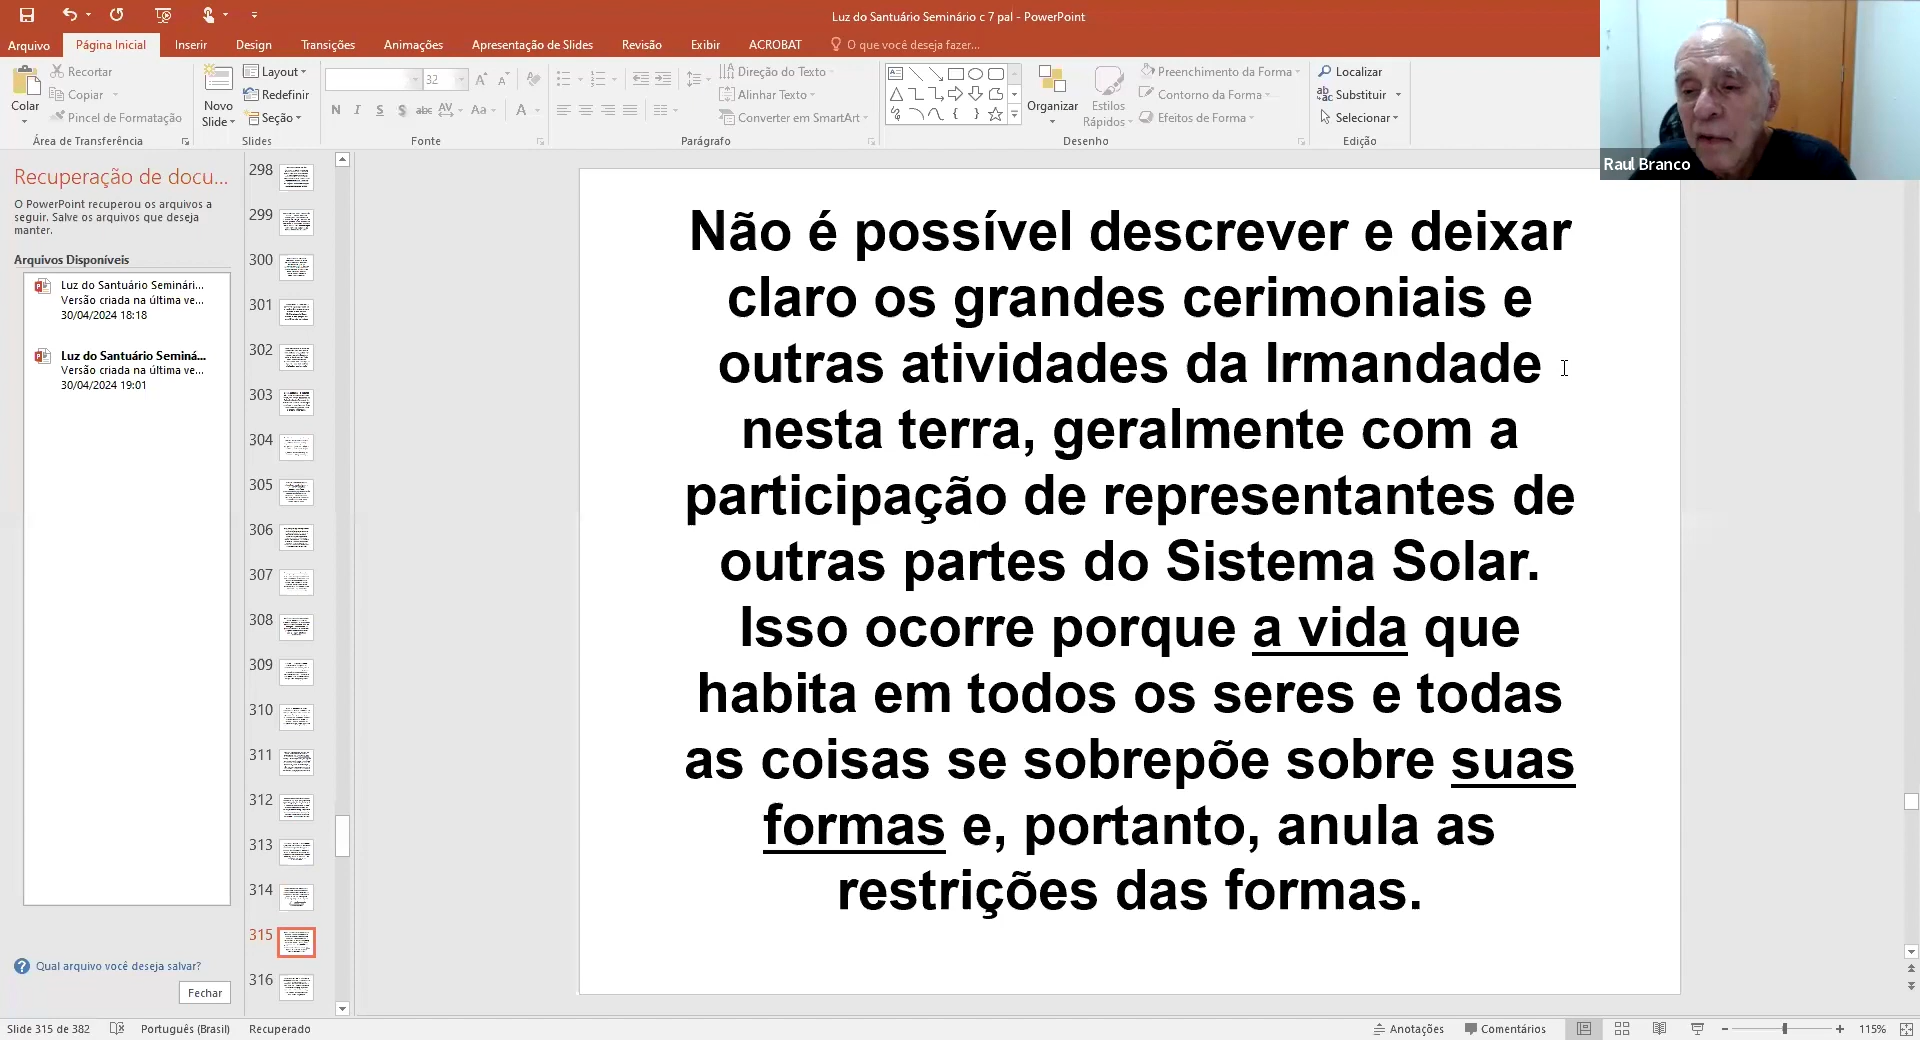 Luz do Santuário Seminário c 7 pal - PowerPoint
Arquivo
Página Inicial
Inserir
Design
Transições
Animações
Apresentação de Slides
Revisão
Exibir
ACROBAT
O que você deseja fazer...
Colar
Recortar
Copiar
Pincel de Formatação
Área de Transferência
Novo
Slide
Layout
Redefinir
Seção
Slides
32
N I S S abc AV Aa A
Fonte
Direção do Texto
Alinhar Texto
Converter em SmartArt
Parágrafo
Organizar
Estilos
Rápidos
Preenchimento da Forma
Contorno da Forma
Efeitos de Forma
Desenho
Localizar
Substituir
Selecionar
Edição
Raul Branco
Recuperação de docu...
O PowerPoint recuperou os arquivos a
seguir. Salve os arquivos que deseja
manter.
Arquivos Disponíveis
Luz do Santuário Seminári...
Versão criada na última ve...
30/04/2024 18:18
Luz do Santuário Seminá...
Versão criada na última ve...
30/04/2024 19:01
Qual arquivo você deseja salvar?
Fechar
298
299
300
301
302
303
304
305
306
307
308
309
310
311
312
313
314
315
316
Não é possível descrever e deixar
claro os grandes cerimoniais e
outras atividades da Irmandade
nesta terra, geralmente com a
participação de representantes de
outras partes do Sistema Solar.
Isso ocorre porque a vida que
habita em todos os seres e todas
as coisas se sobrepõe sobre suas
formas e, portanto, anula as
restrições das formas.
Slide 315 de 382
Português (Brasil)
Recuperado
Anotações
Comentários
115%